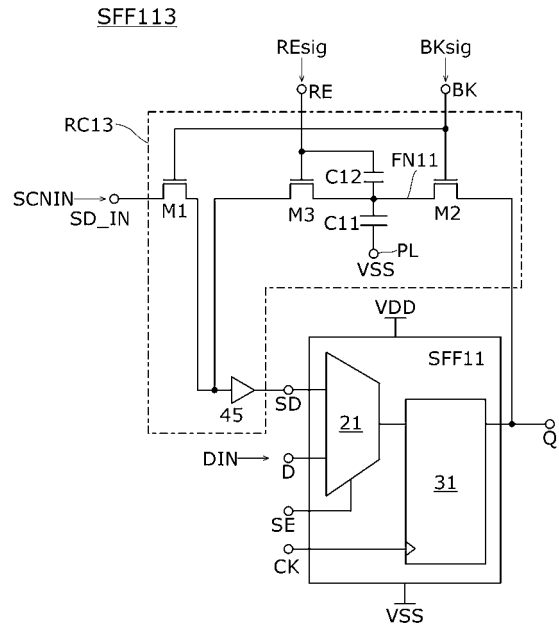 SFF113
REsig
BKsig
RE
BK
RC13
FN11
C12
SCNIN
SD_IN
M1
M3
C11
M2
PL
VSS
VDD
SFF11
45
SD
21
DIN
D
Q
31
SE
CK
VSS